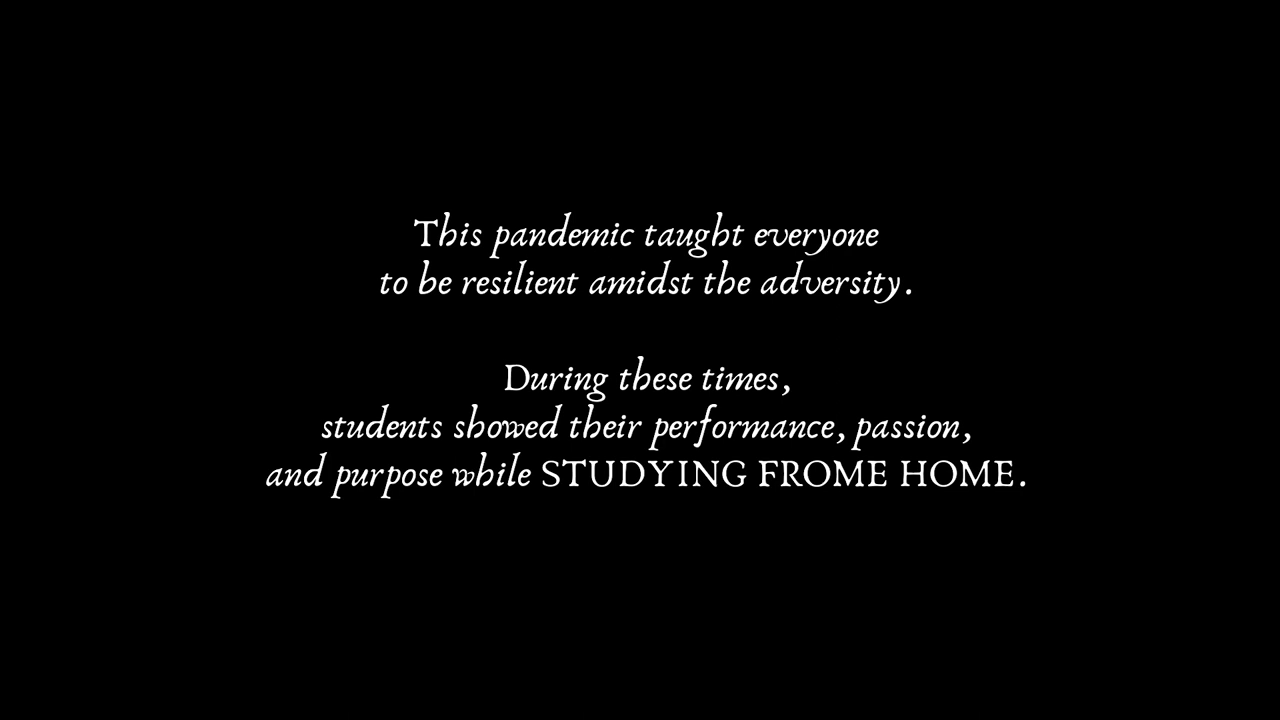 This pandemic taught everyone
to be resilient amidst the adversity.
During these times,
students showed their performance, passion,
and purpose while STUDYING FROME HOME.